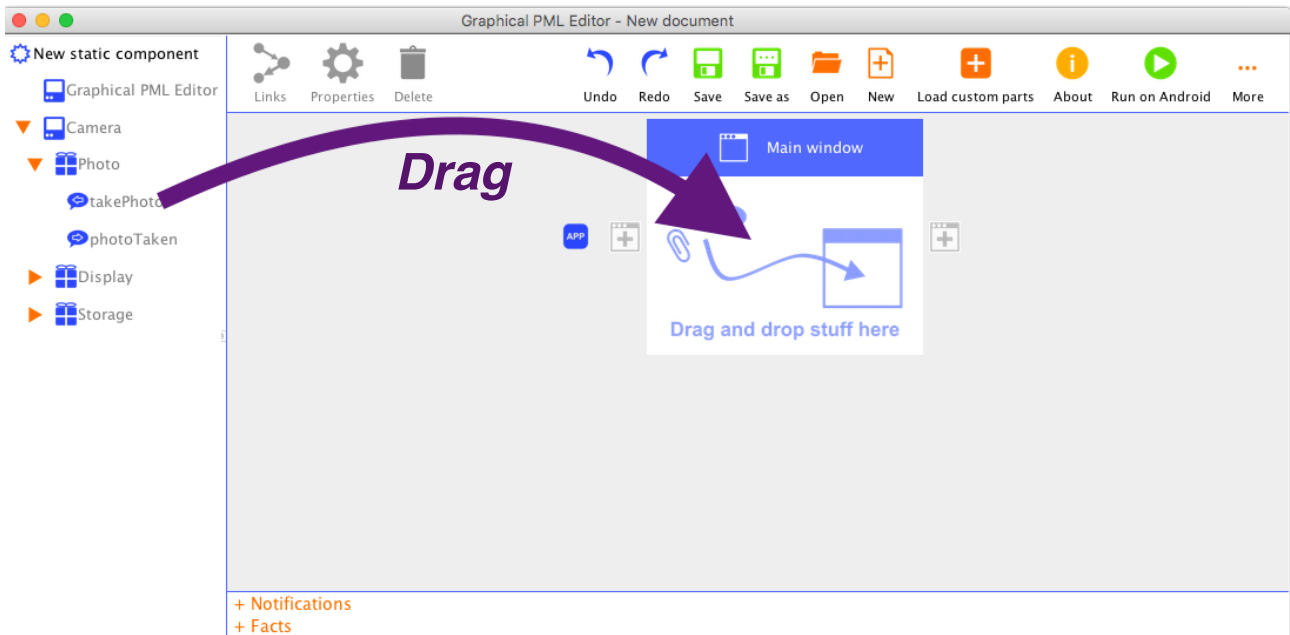 Graphical PML Editor - New document
New static component
Graphical PML Editor
Camera
Photo
takePhoto
photoTaken
Display
Storage
Links Properties Delete Undo Redo Save Save as Open New Load custom parts About Run on Android More
Drag
Main window
APP
Drag and drop stuff here
+ Notifications
+ Facts